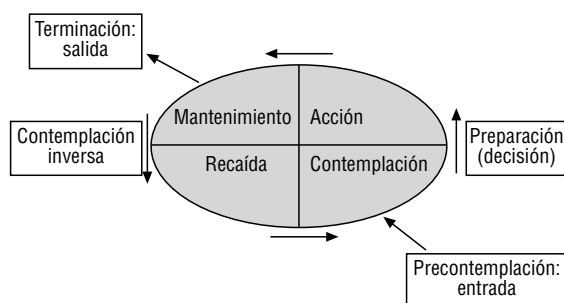 Terminación:
salida
Mantenimiento
Acción
Contemplación
inversa
Preparación
(decisión)
Recaída
Contemplación
Precontemplación:
entrada